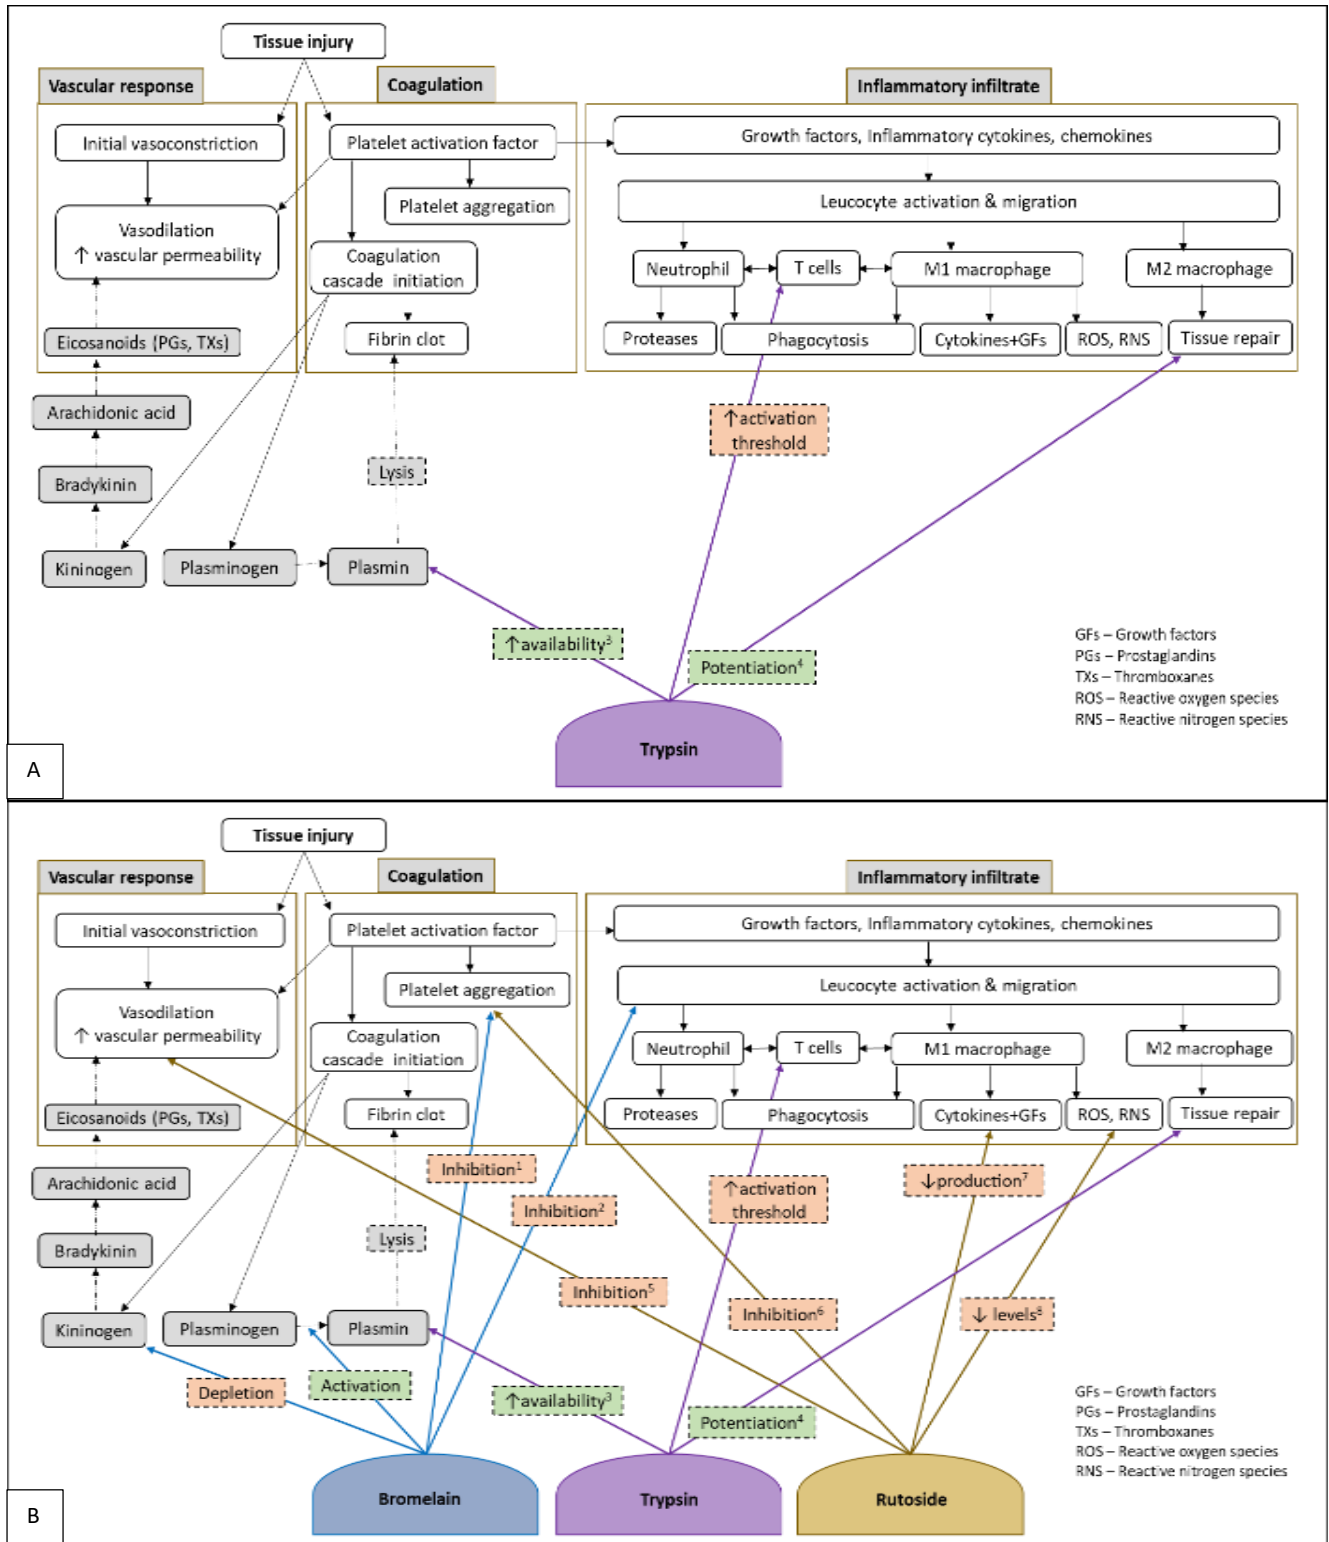 Tissue injury
Vascular response
Coagulation
Inflammatory infiltrate
Initial vasoconstriction
Platelet activation factor
Growth factors, Inflammatory cytokines, chemokines
Platelet aggregation
Leucocyte activation & migration
Vasodilation
↑ vascular permeability
Coagulation
cascade initiation
Neutrophil
T cells
M1 macrophage
M2 macrophage
Eicosanoids (PGs, TXs)
Fibrin clot
Proteases
Phagocytosis
Cytokines+GFs
ROS, RNS
Tissue repair
Arachidonic acid
↑activation
threshold
Lysis
Bradykinin
Kininogen
Plasminogen
Plasmin
↑availability³
Potentiation⁴
GFs – Growth factors
PGs – Prostaglandins
TXs – Thromboxanes
ROS – Reactive oxygen species
RNS – Reactive nitrogen species
Trypsin
A
Tissue injury
Vascular response
Coagulation
Inflammatory infiltrate
Initial vasoconstriction
Platelet activation factor
Growth factors, Inflammatory cytokines, chemokines
Platelet aggregation
Leucocyte activation & migration
Vasodilation
↑ vascular permeability
Coagulation
cascade initiation
Neutrophil
T cells
M1 macrophage
M2 macrophage
Eicosanoids (PGs, TXs)
Fibrin clot
Proteases
Phagocytosis
Cytokines+GFs
ROS, RNS
Tissue repair
Arachidonic acid
Inhibition¹
Inhibition²
↑activation
threshold
↓production⁷
Lysis
Bradykinin
Inhibition⁵
Inhibition⁶
↓ levels⁸
Kininogen
Plasminogen
Plasmin
Depletion
Activation
↑availability³
Potentiation⁴
GFs – Growth factors
PGs – Prostaglandins
TXs – Thromboxanes
ROS – Reactive oxygen species
RNS – Reactive nitrogen species
Bromelain
Trypsin
Rutoside
B